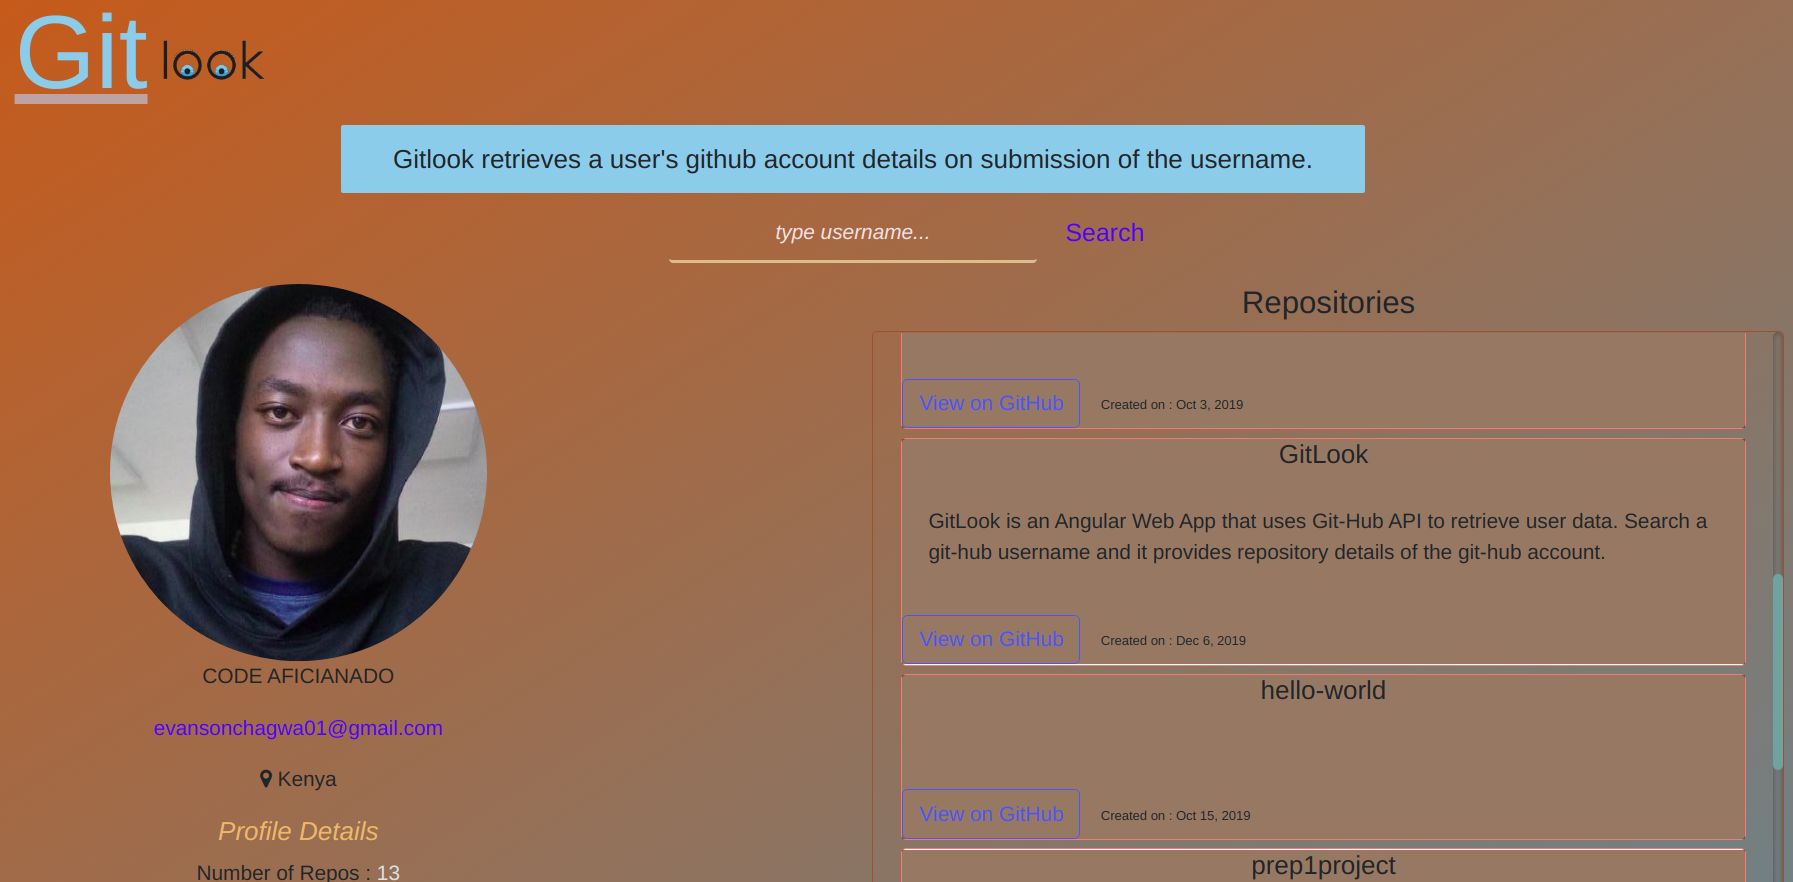 Git look
Gitlook retrieves a user's github account details on submission of the username.
type username...
Search
CODE AFICIANADO
evansonchagwa01@gmail.com
Kenya
Profile Details
Number of Repos : 13
Repositories
View on GitHub
Created on : Oct 3, 2019
GitLook
GitLook is an Angular Web App that uses Git-Hub API to retrieve user data. Search a
git-hub username and it provides repository details of the git-hub account.
View on GitHub
Created on : Dec 6, 2019
hello-world
View on GitHub
Created on : Oct 15, 2019
prep1project